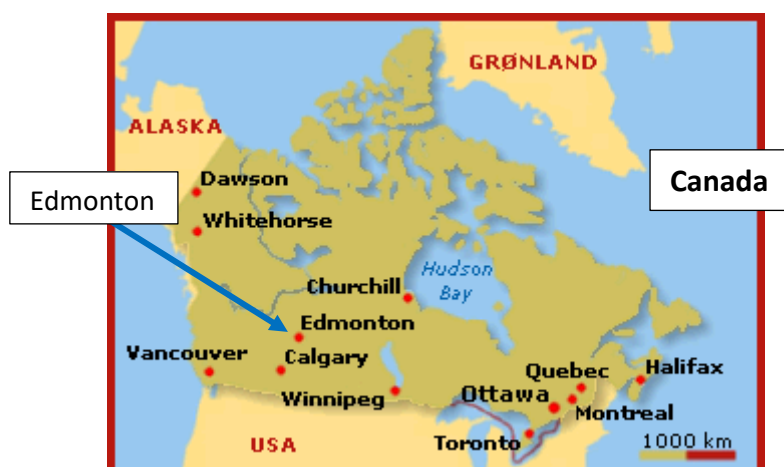 GRØNLAND
ALASKA
Canada
Dawson
Edmonton
Whitehorse
Hudson
Bay
Churchill
Edmonton
Vancouver
Calgary
Quebec
Halifax
Winnipeg
Ottawa
Montreal
USA
Toronto
1000 km